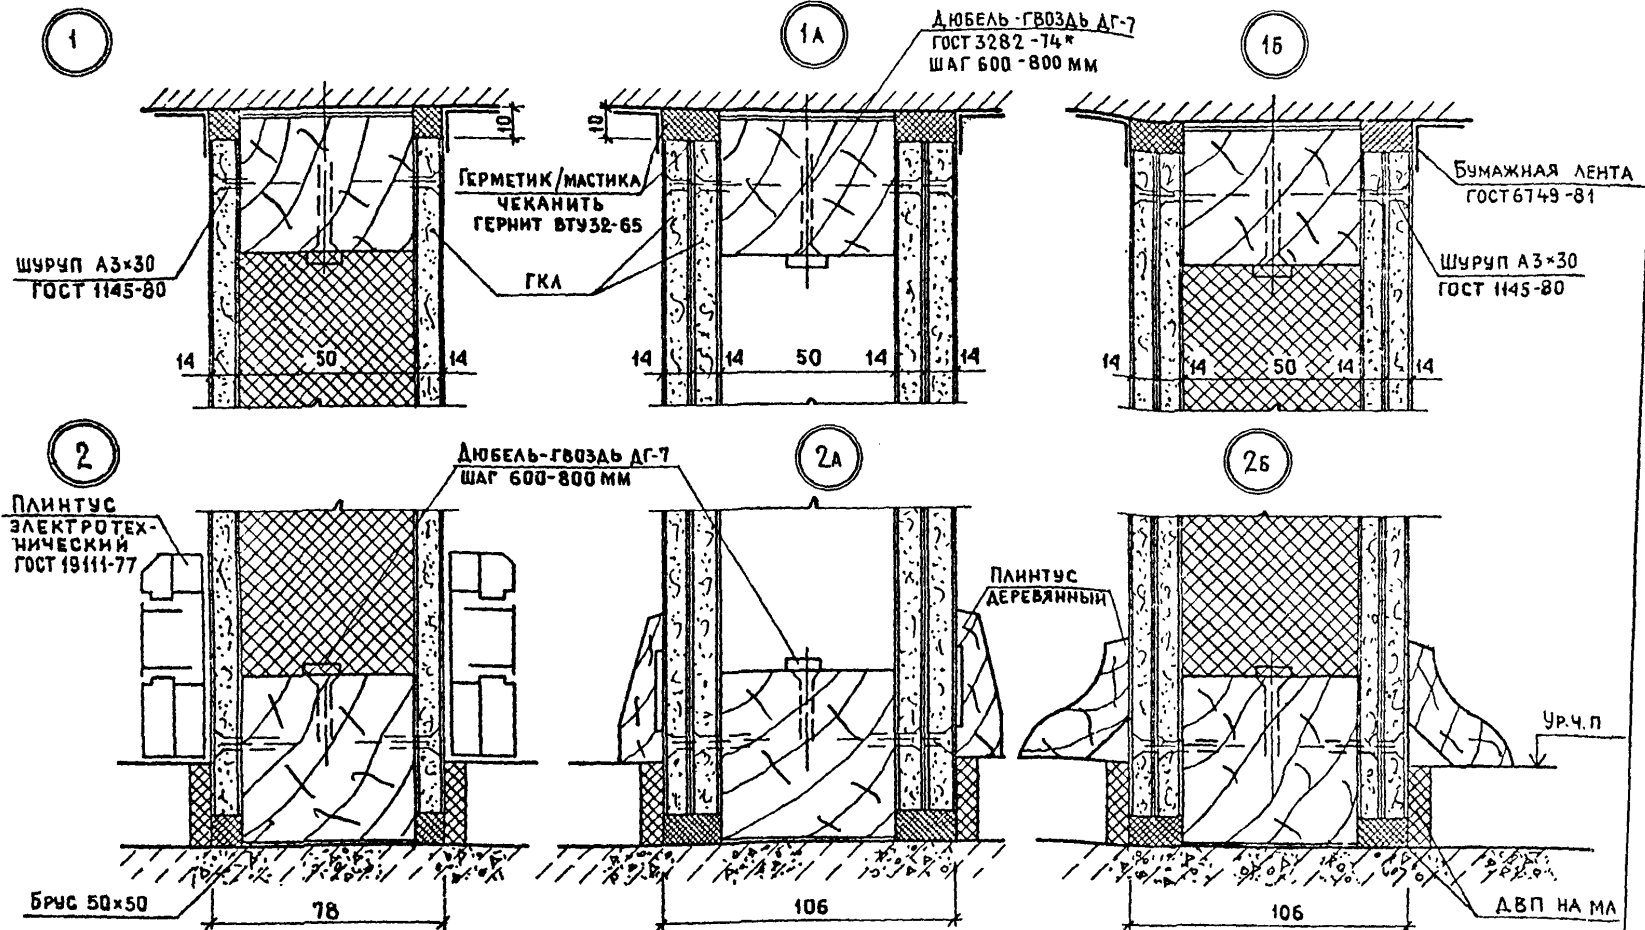 1
1А
1Б
Дюбель-гвоздь ДГ-7
ГОСТ 3282-74*
шаг 600-800 мм
10
10
Герметик/мастика
чеканить
гернит ВТУ32-65
Бумажная лента
ГОСТ 6749-81
Шуруп А3×30
ГОСТ 1145-80
ГКЛ
Шуруп А3×30
ГОСТ 1145-80
14 50 14
14 14 50 14 14
14 14 50 14 14
2
2А
2Б
Дюбель-гвоздь ДГ-7
шаг 600-800 мм
Плинтус
электротех-
нический
ГОСТ 19111-77
Плинтус
деревянный
Ур.ч.п
Брус 50×50
78
106
106
ДВП на ма